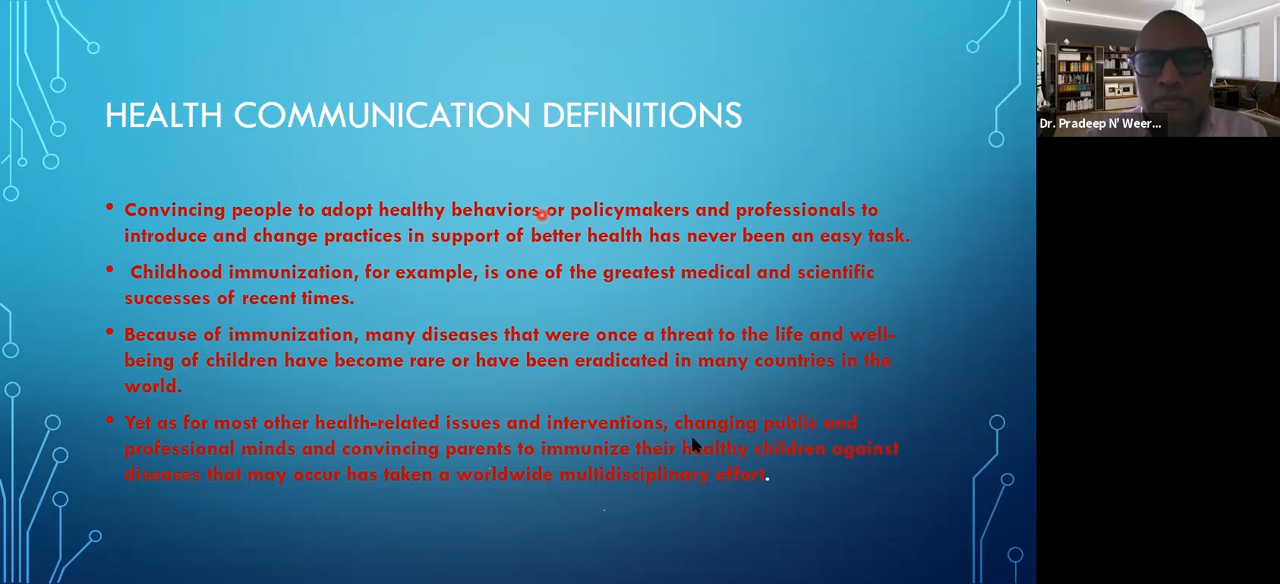 HEALTH COMMUNICATION DEFINITIONS
• Convincing people to adopt healthy behaviors or policymakers and professionals to
introduce and change practices in support of better health has never been an easy task.
• Childhood immunization, for example, is one of the greatest medical and scientific
successes of recent times.
• Because of immunization, many diseases that were once a threat to the life and well-
being of children have become rare or have been eradicated in many countries in the
world.
• Yet as for most other health-related issues and interventions, changing public and
professional minds and convincing parents to immunize their healthy children against
diseases that may occur has taken a worldwide multidisciplinary effort.
Dr. Pradeep N' Weer...